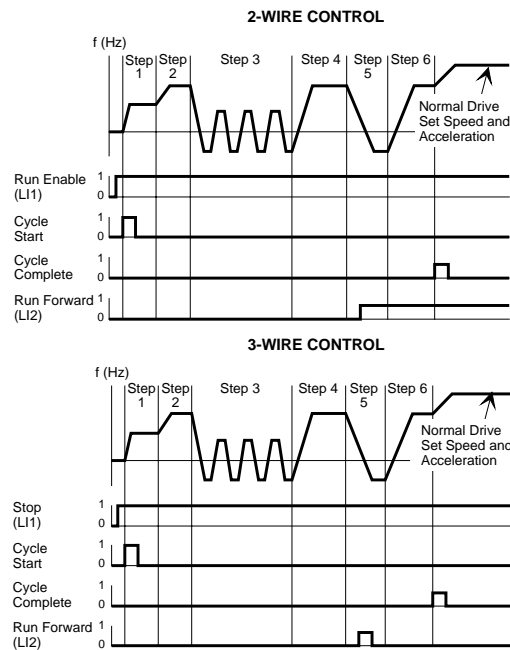 2-WIRE CONTROL
f (Hz)
Step 1
Step 2
Step 3
Step 4
Step 5
Step 6
Normal Drive
Set Speed and
Acceleration
Run Enable 1
(LI1) 0
Cycle 1
Start 0
Cycle 1
Complete 0
Run Forward 1
(LI2) 0
3-WIRE CONTROL
f (Hz)
Step 1
Step 2
Step 3
Step 4
Step 5
Step 6
Normal Drive
Set Speed and
Acceleration
Stop 1
(LI1) 0
Cycle 1
Start 0
Cycle 1
Complete 0
Run Forward 1
(LI2) 0